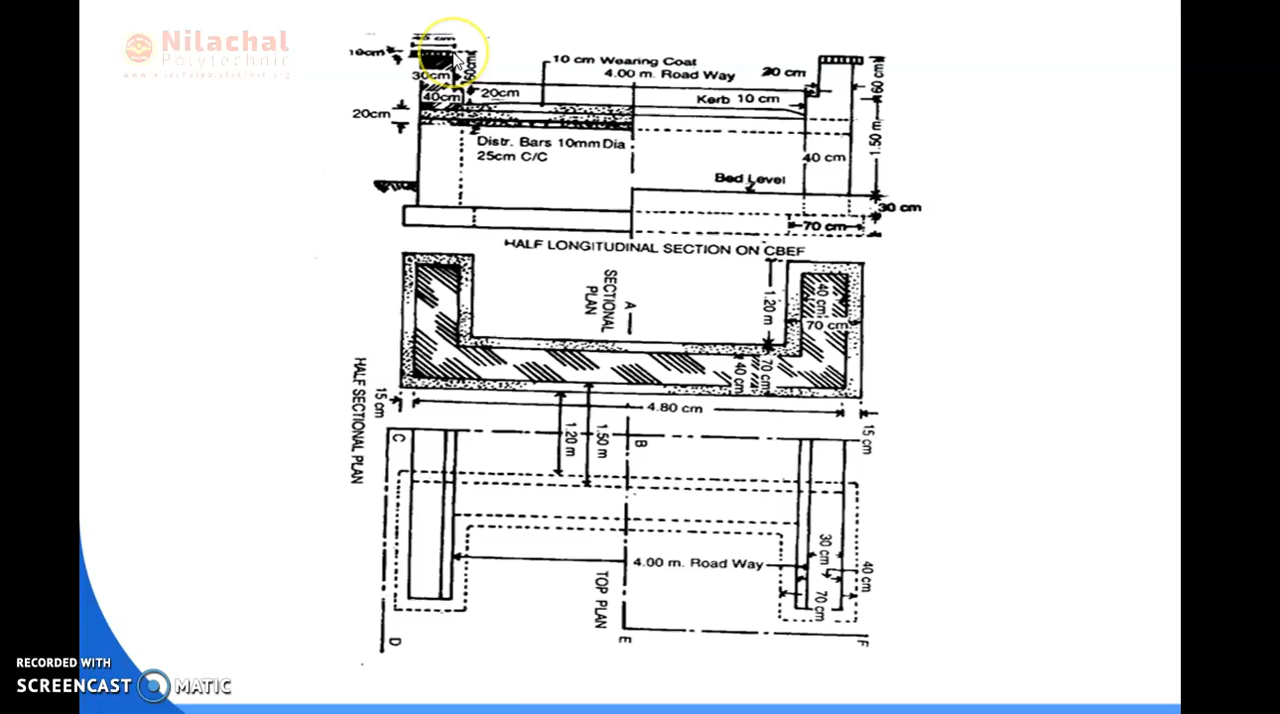 Nilachal
Polytechnic
www.nilachalpolytechnic.org
10cm
30cm
60cm
10 cm Wearing Coat
4.00 m. Road Way
20 cm
60 cm
40cm
20cm
Kerb 10 cm
20cm
Distr. Bars 10mm Dia
25cm C/C
1.50 m
40 cm
Bed Level
30 cm
70 cm
HALF LONGITUDINAL SECTION ON CBEF
SECTIONAL
PLAN
A
1.20 m
40 cm
70 cm
70 cm
40 cm
HALF SECTIONAL PLAN
15 cm
4.80 cm
15 cm
C
1.20 m
1.50 m
B
4.00 m. Road Way
30 cm
40 cm
70 cm
TOP PLAN
D
E
F
RECORDED WITH
SCREENCAST MATIC